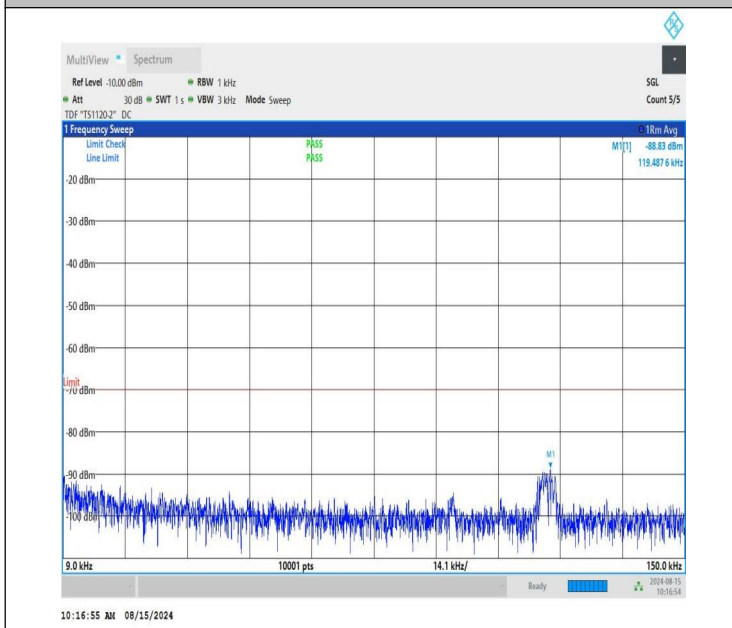 MultiView Spectrum
Ref Level -10.00 dBm RBW 1 kHz SGL
Att 30 dB SWT 1 s VBW 3 kHz Mode Sweep Count 5/5
TDF "TS1120-2" DC
1 Frequency Sweep 1Rm Avg
Limit Check PASS M1[1] -88.83 dBm
Line Limit PASS 119.487 6 kHz
-20 dBm
-30 dBm
-40 dBm
-50 dBm
-60 dBm
Limit
-70 dBm
-80 dBm
M1
-90 dBm
-100 dBm
9.0 kHz 10001 pts 14.1 kHz/ 150.0 kHz
Ready 2024-08-15
10:16:54
10:16:55 AM 08/15/2024